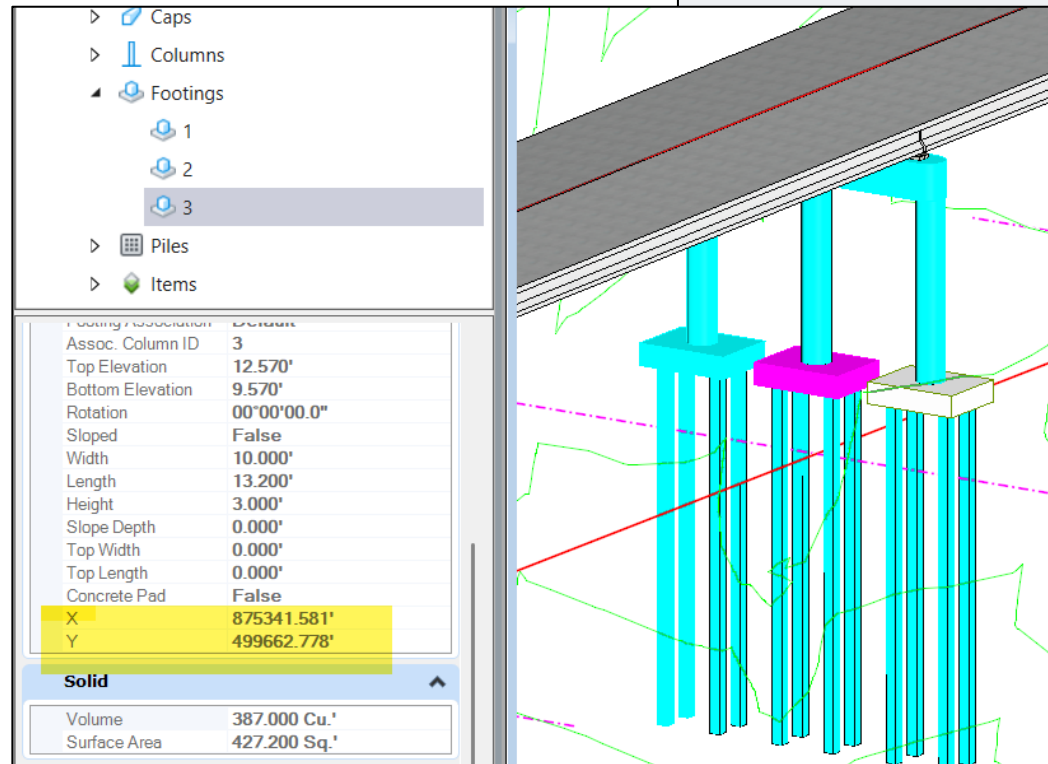 Caps
Columns
Footings
1
2
3
Piles
Items
Footing Association Default
Assoc. Column ID 3
Top Elevation 12.570'
Bottom Elevation 9.570'
Rotation 00°00'00.0"
Sloped False
Width 10.000'
Length 13.200'
Height 3.000'
Slope Depth 0.000'
Top Width 0.000'
Top Length 0.000'
Concrete Pad False
X 875341.581'
Y 499662.778'
Solid
Volume 387.000 Cu.'
Surface Area 427.200 Sq.'